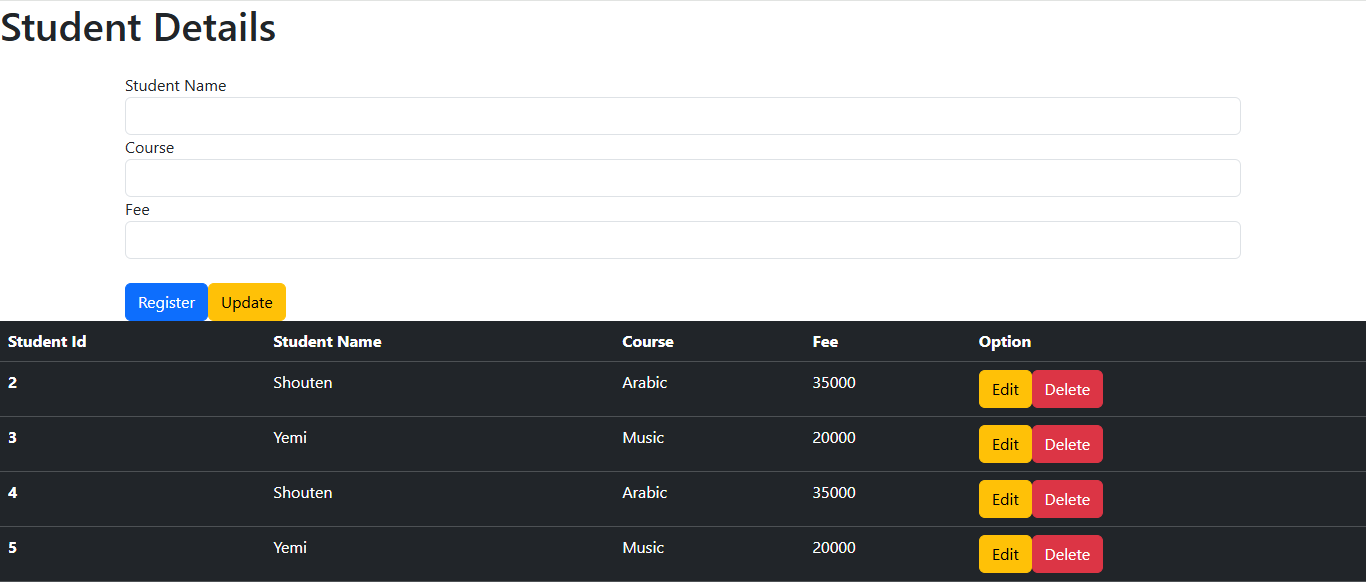 Student Details
Student Name
Course
Fee
Register Update
Student Id Student Name Course Fee Option
2 Shouten Arabic 35000 Edit Delete
3 Yemi Music 20000 Edit Delete
4 Shouten Arabic 35000 Edit Delete
5 Yemi Music 20000 Edit Delete